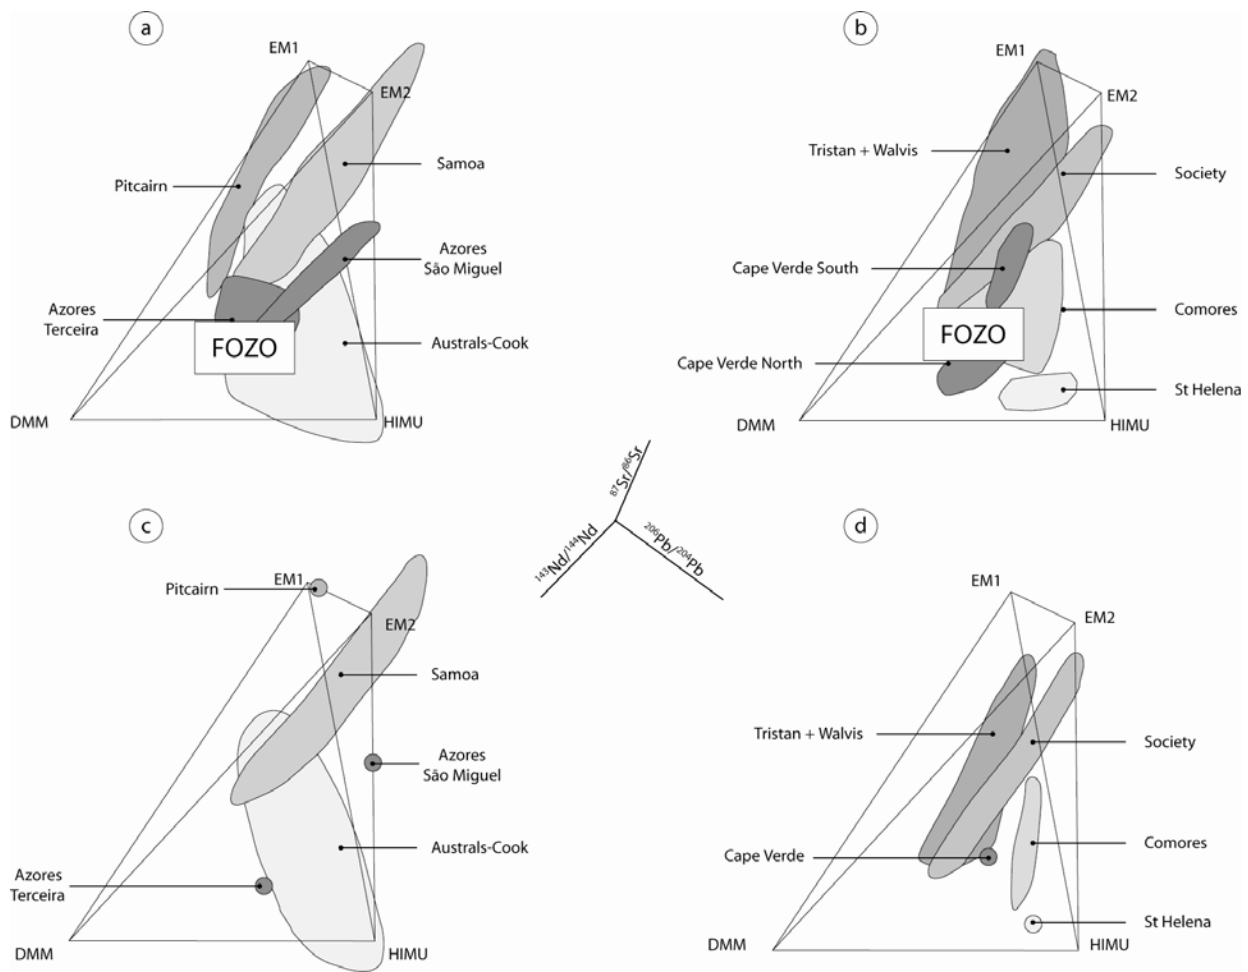 a
EM1
EM2
Samoa
Pitcairn
Azores
São Miguel
Azores
Terceira
FOZO
Australs-Cook
DMM
HIMU
b
EM1
EM2
Tristan + Walvis
Society
Cape Verde South
Comores
FOZO
Cape Verde North
St Helena
DMM
HIMU
87Sr/86Sr
143Nd/144Nd
206Pb/204Pb
c
EM1
Pitcairn
EM2
Samoa
Azores
São Miguel
Australs-Cook
Azores
Terceira
DMM
HIMU
d
EM1
EM2
Tristan + Walvis
Society
Comores
Cape Verde
St Helena
DMM
HIMU